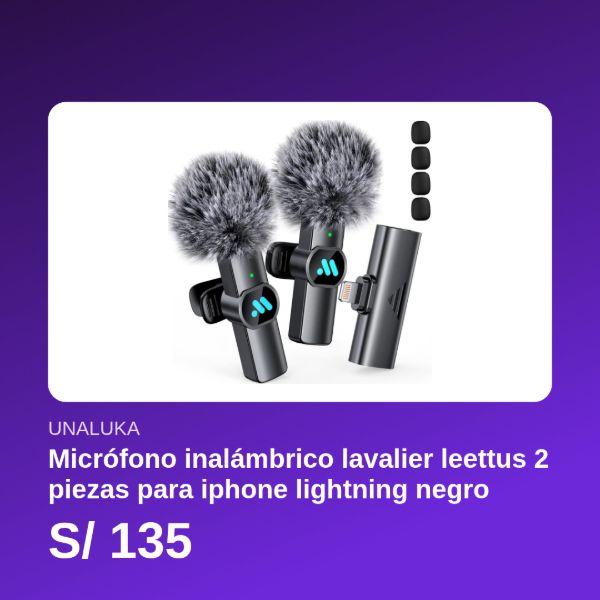 UNALUKA
Micrófono inalámbrico lavalier leettus 2
piezas para iphone lightning negro
S/ 135